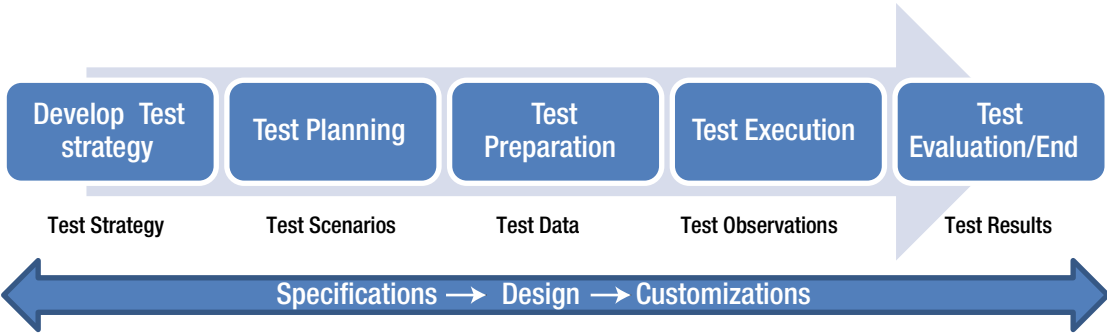 Develop Test
strategy
Test Planning
Test
Preparation
Test Execution
Test
Evaluation/End
Test Strategy
Test Scenarios
Test Data
Test Observations
Test Results
Specifications → Design → Customizations